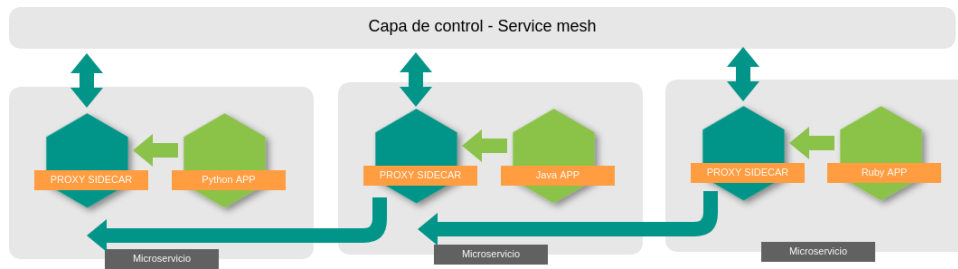 Capa de control - Service mesh
PROXY SIDECAR
Python APP
Microservicio
PROXY SIDECAR
Java APP
Microservicio
PROXY SIDECAR
Ruby APP
Microservicio